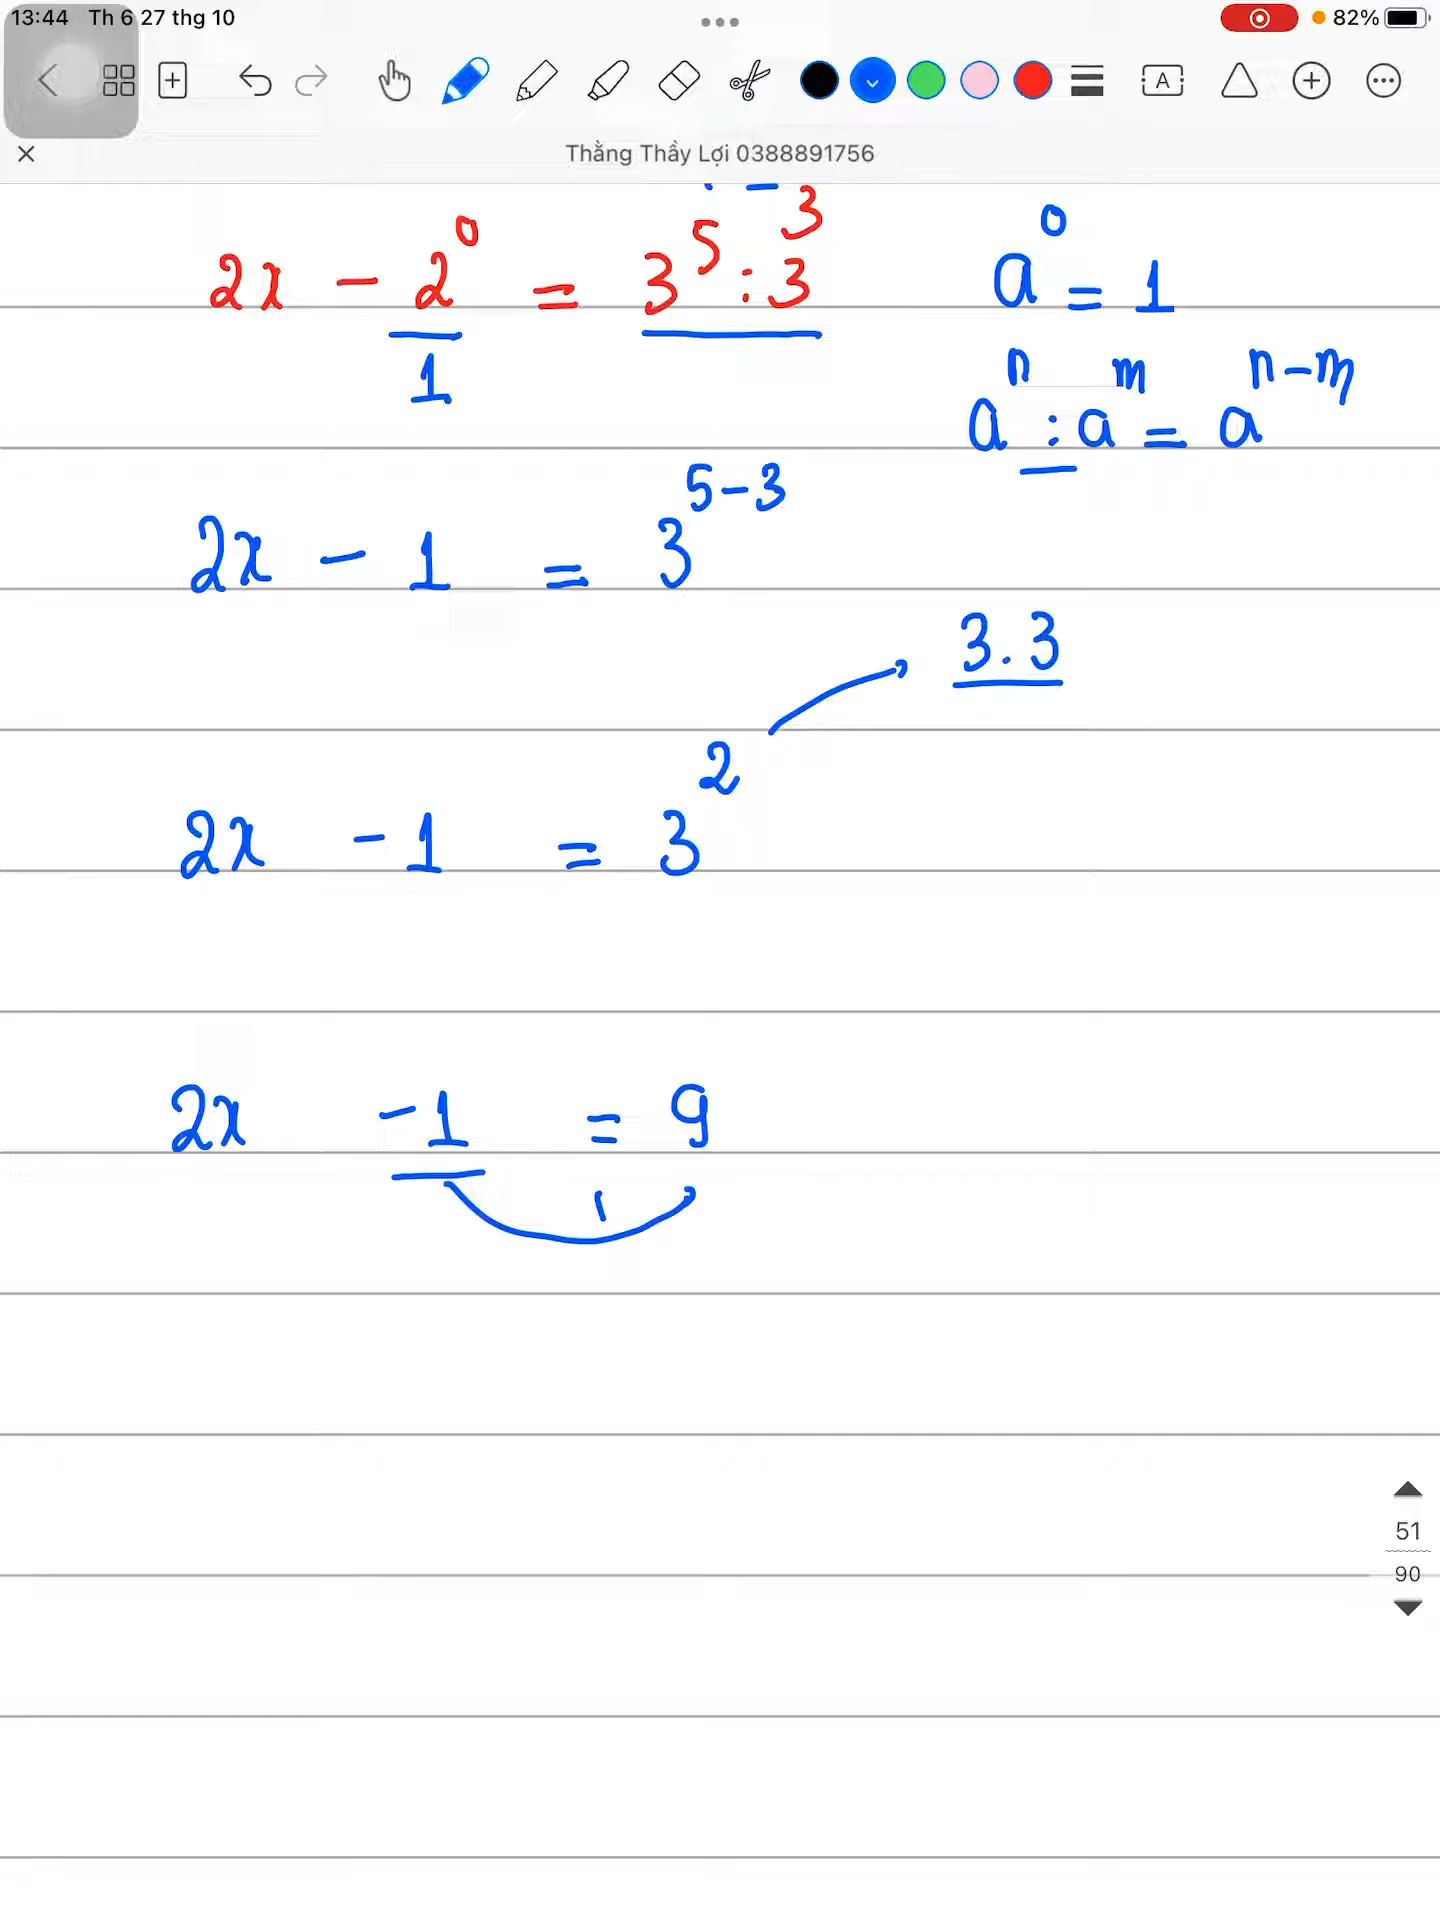 13:44 Th 6 27 thg 10 82%
A
Thằng Thầy Lợi 0388891756
2x - 2⁰ = 3⁵ : 3³ a⁰ = 1
1
aⁿ : aᵐ = aⁿ⁻ᵐ
2x - 1 = 3⁵⁻³
3.3
2x - 1 = 3²
2x - 1 = 9
51
90